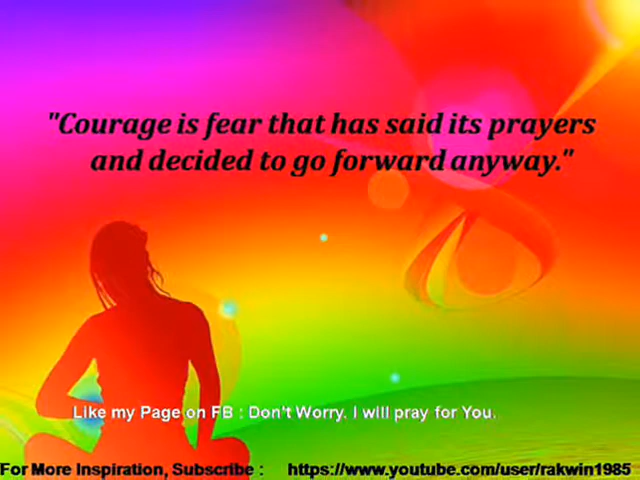 "Courage is fear that has said its prayers
and decided to go forward anyway."
Like my Page on FB : Don't Worry. I will pray for You.
For More Inspiration, Subscribe : https://www.youtube.com/user/rakwin1985